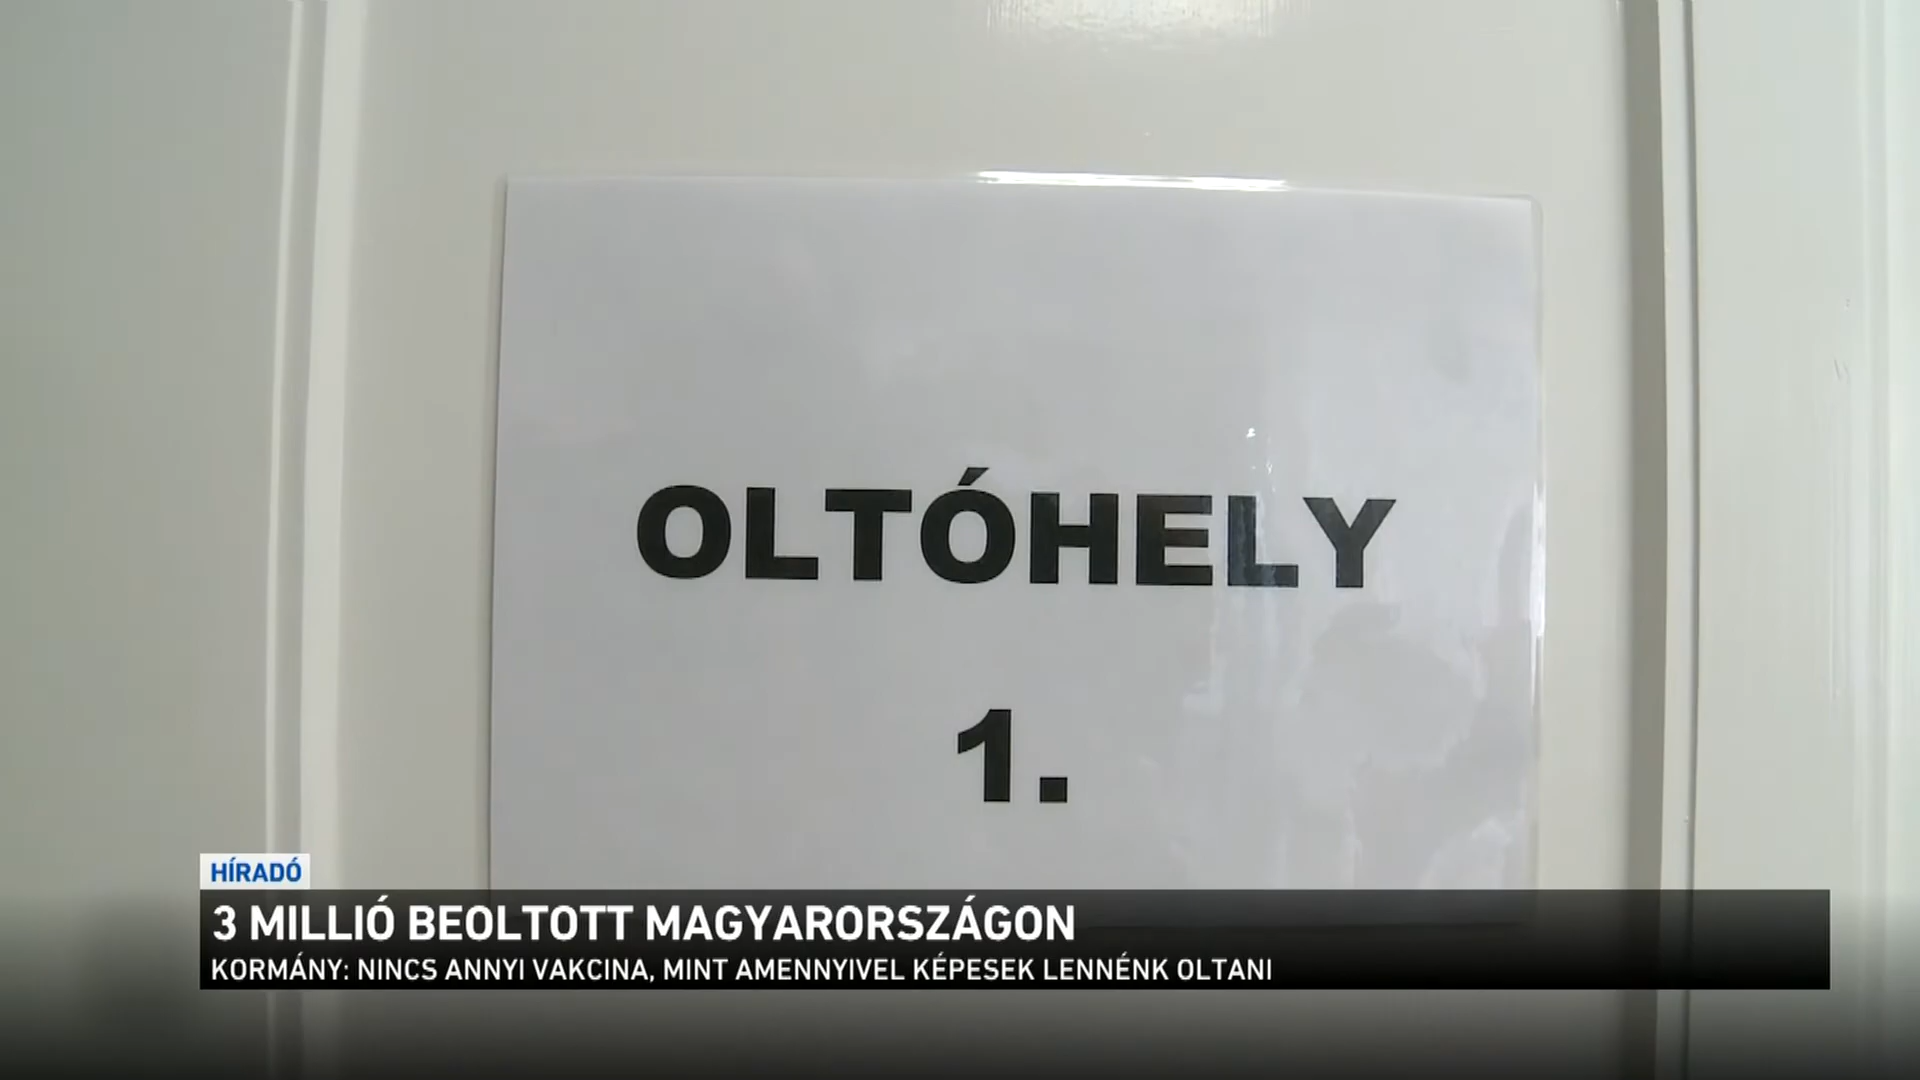 OLTÓHELY
1.
HÍRADÓ
3 MILLIÓ BEOLTOTT MAGYARORSZÁGON
KORMÁNY: NINCS ANNYI VAKCINA, MINT AMENNYIVEL KÉPESEK LENNÉNK OLTANI